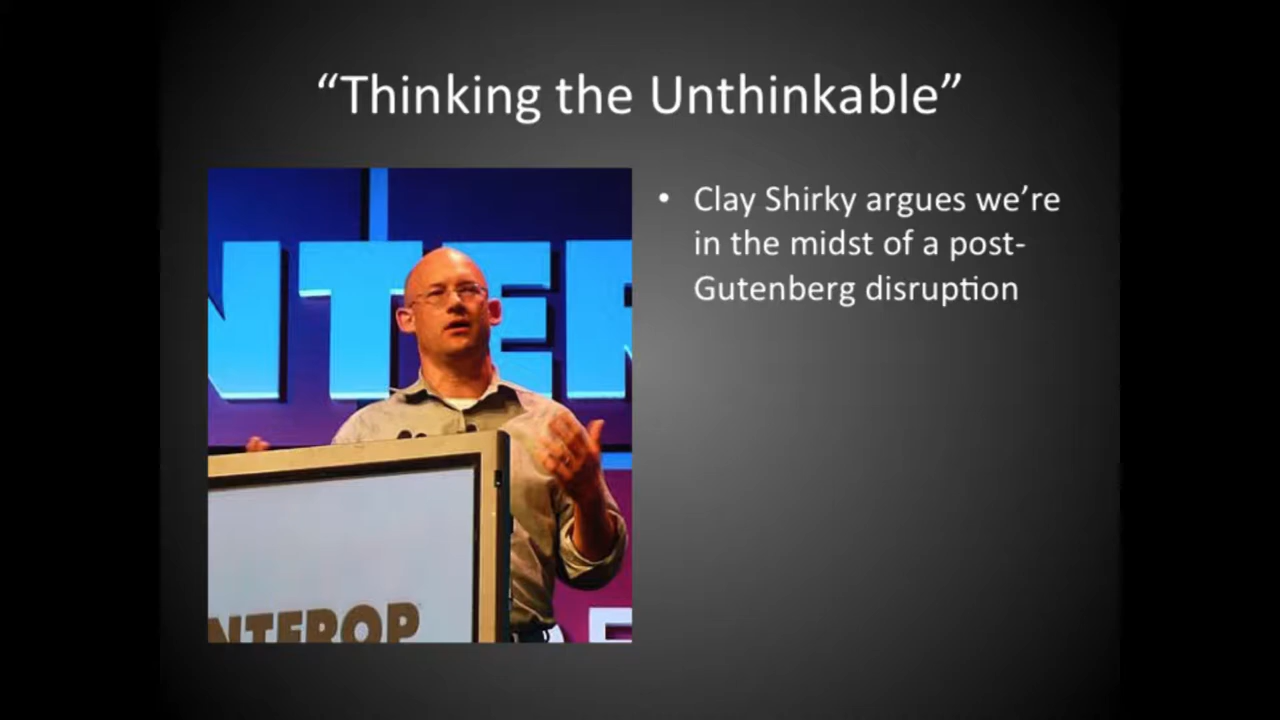 “Thinking the Unthinkable”
NTER
• Clay Shirky argues we’re
in the midst of a post-
Gutenberg disruption
NTEROP